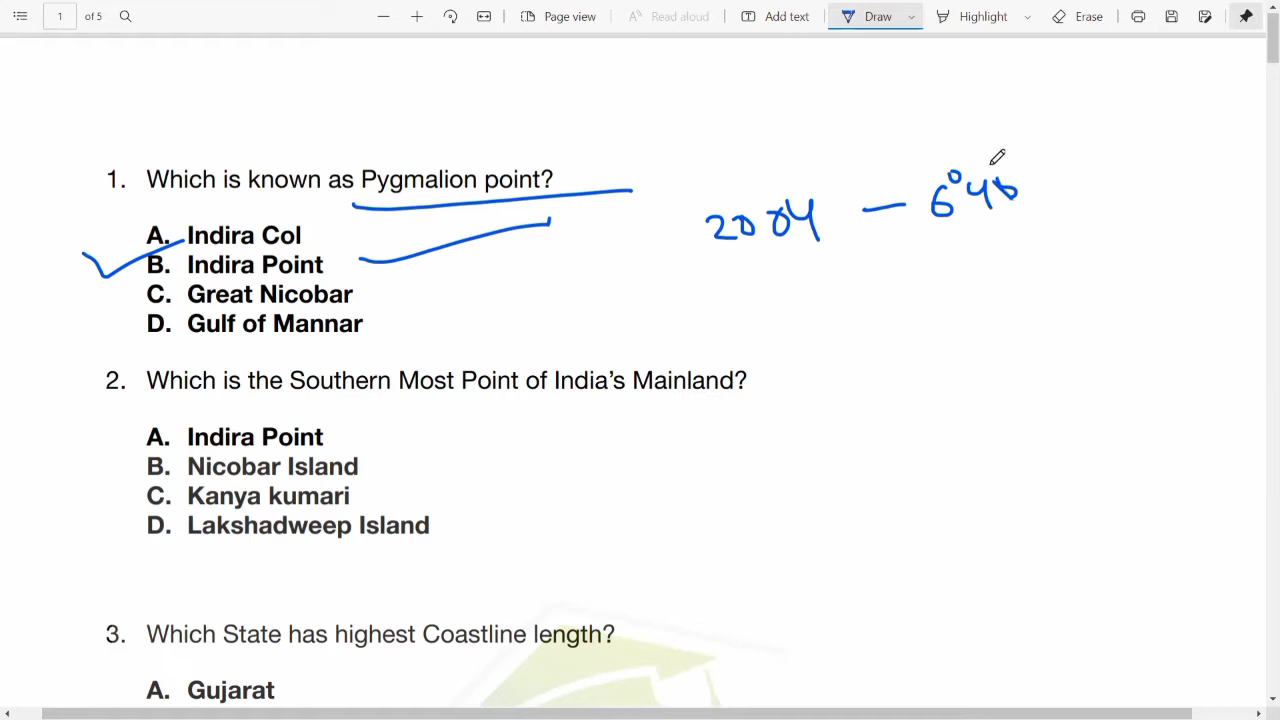 1
of 5
Page view
Read aloud
Add text
Draw
Highlight
Erase
1. Which is known as Pygmalion point?
2004 — 6°4
A. Indira Col
B. Indira Point
C. Great Nicobar
D. Gulf of Mannar
2. Which is the Southern Most Point of India’s Mainland?
A. Indira Point
B. Nicobar Island
C. Kanya kumari
D. Lakshadweep Island
3. Which State has highest Coastline length?
A. Gujarat